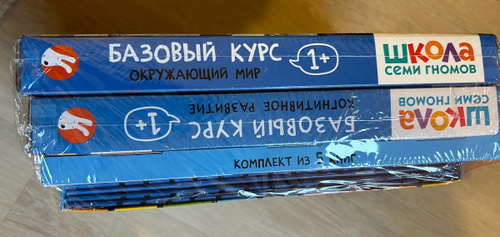 БАЗОВЫЙ КУРС 1+
ОКРУЖАЮЩИЙ МИР
ШКОЛА
СЕМИ ГНОМОВ
БАЗОВЫЙ КУРС 1+
КОГНИТИВНОЕ РАЗВИТИЕ
ШКОЛА
СЕМИ ГНОМОВ
КОМПЛЕКТ ИЗ 5 КНИГ